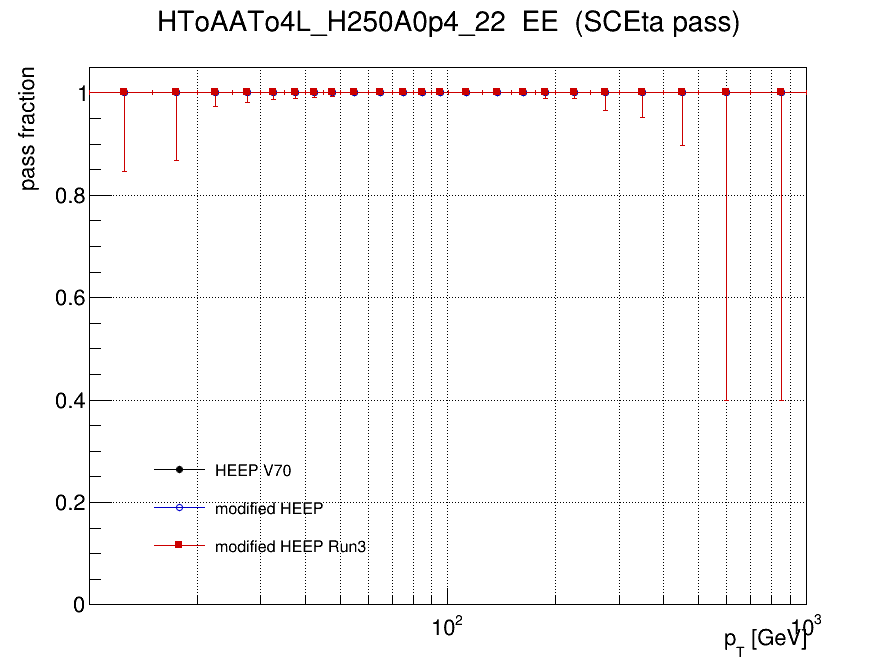 HToAATo4L_H250A0p4_22 EE (SCEta pass)
pass fraction
1
0.8
0.6
0.4
0.2
0
HEEP V70
modified HEEP
modified HEEP Run3
10²
10³
p_T [GeV]